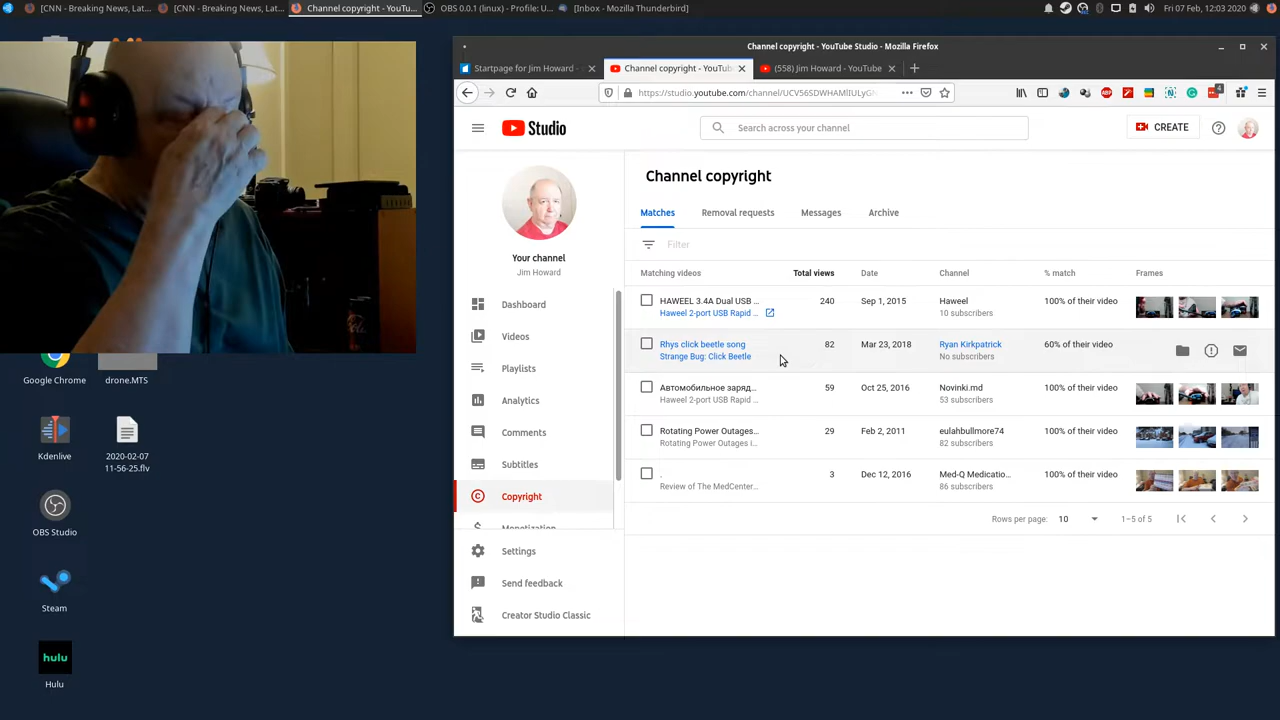 [CNN - Breaking News, Lat...
[CNN - Breaking News, Lat...
Channel copyright - YouTu...
OBS 0.0.1 (linux) - Profile: U...
[Inbox - Mozilla Thunderbird]
Fri 07 Feb, 12:03 2020
Channel copyright - YouTube Studio - Mozilla Firefox
Startpage for Jim Howard -
Channel copyright - YouTub
(558) Jim Howard - YouTube
https://studio.youtube.com/channel/UCV56SDWHAMlIULyG
ABP
4
Studio
Search across your channel
CREATE
Your channel
Jim Howard
Dashboard
Videos
Playlists
Analytics
Comments
Subtitles
Copyright
Monetization
Settings
Send feedback
Creator Studio Classic
Channel copyright
Matches Removal requests Messages Archive
Filter
Matching videos Total views Date Channel % match Frames
HAWEEL 3.4A Dual USB ... 240 Sep 1, 2015 Haweel 100% of their video
Haweel 2-port USB Rapid ... 10 subscribers
Rhys click beetle song 82 Mar 23, 2018 Ryan Kirkpatrick 60% of their video
Strange Bug: Click Beetle No subscribers
Автомобильное заряд... 59 Oct 25, 2016 Novinki.md 100% of their video
Haweel 2-port USB Rapid ... 53 subscribers
Rotating Power Outages... 29 Feb 2, 2011 eulahbullmore74 100% of their video
Rotating Power Outages i... 82 subscribers
. 3 Dec 12, 2016 Med-Q Medicatio... 100% of their video
Review of The MedCenter... 86 subscribers
Rows per page: 10 1–5 of 5
Google Chrome
drone.MTS
Kdenlive
2020-02-07
11-56-25.flv
OBS Studio
Steam
hulu
Hulu